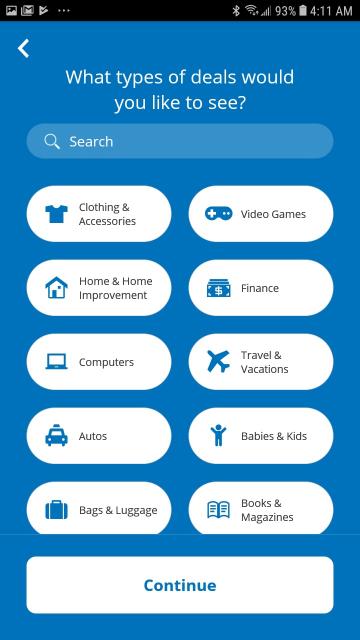 93% 4:11 AM
What types of deals would
you like to see?
Search
Clothing &
Accessories
Video Games
Home & Home
Improvement
Finance
Computers
Travel &
Vacations
Autos
Babies & Kids
Bags & Luggage
Books &
Magazines
Continue